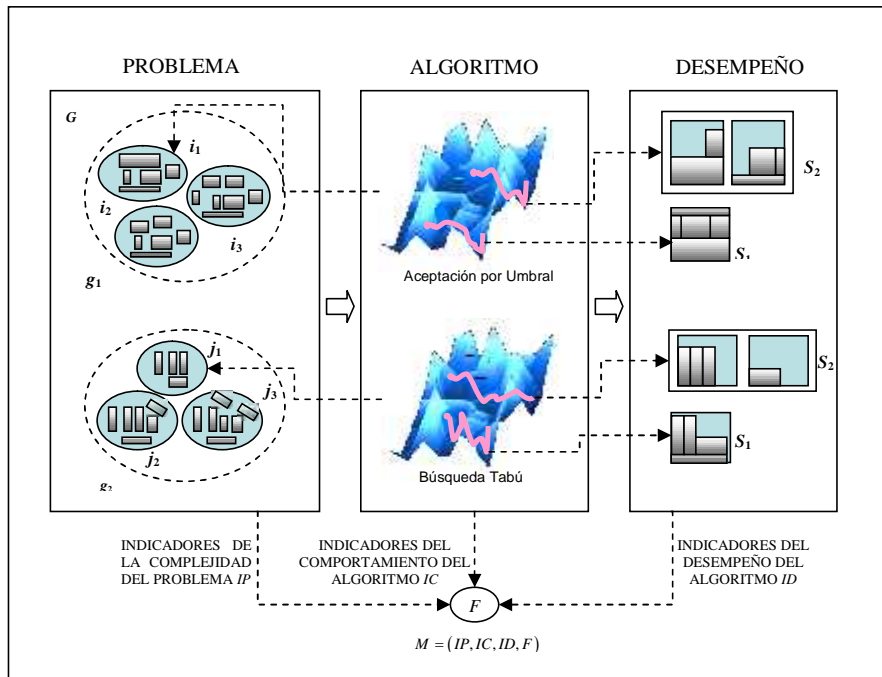 PROBLEMA
ALGORITMO
DESEMPEÑO
G
i1
i2
i3
g1
j1
j3
j2
g2
Aceptación por Umbral
Búsqueda Tabú
S2
S1
S2
S1
INDICADORES DE
LA COMPLEJIDAD
DEL PROBLEMA IP
INDICADORES DEL
COMPORTAMIENTO DEL
ALGORITMO IC
INDICADORES DEL
DESEMPEÑO DEL
ALGORITMO ID
F
M = (IP, IC, ID, F)